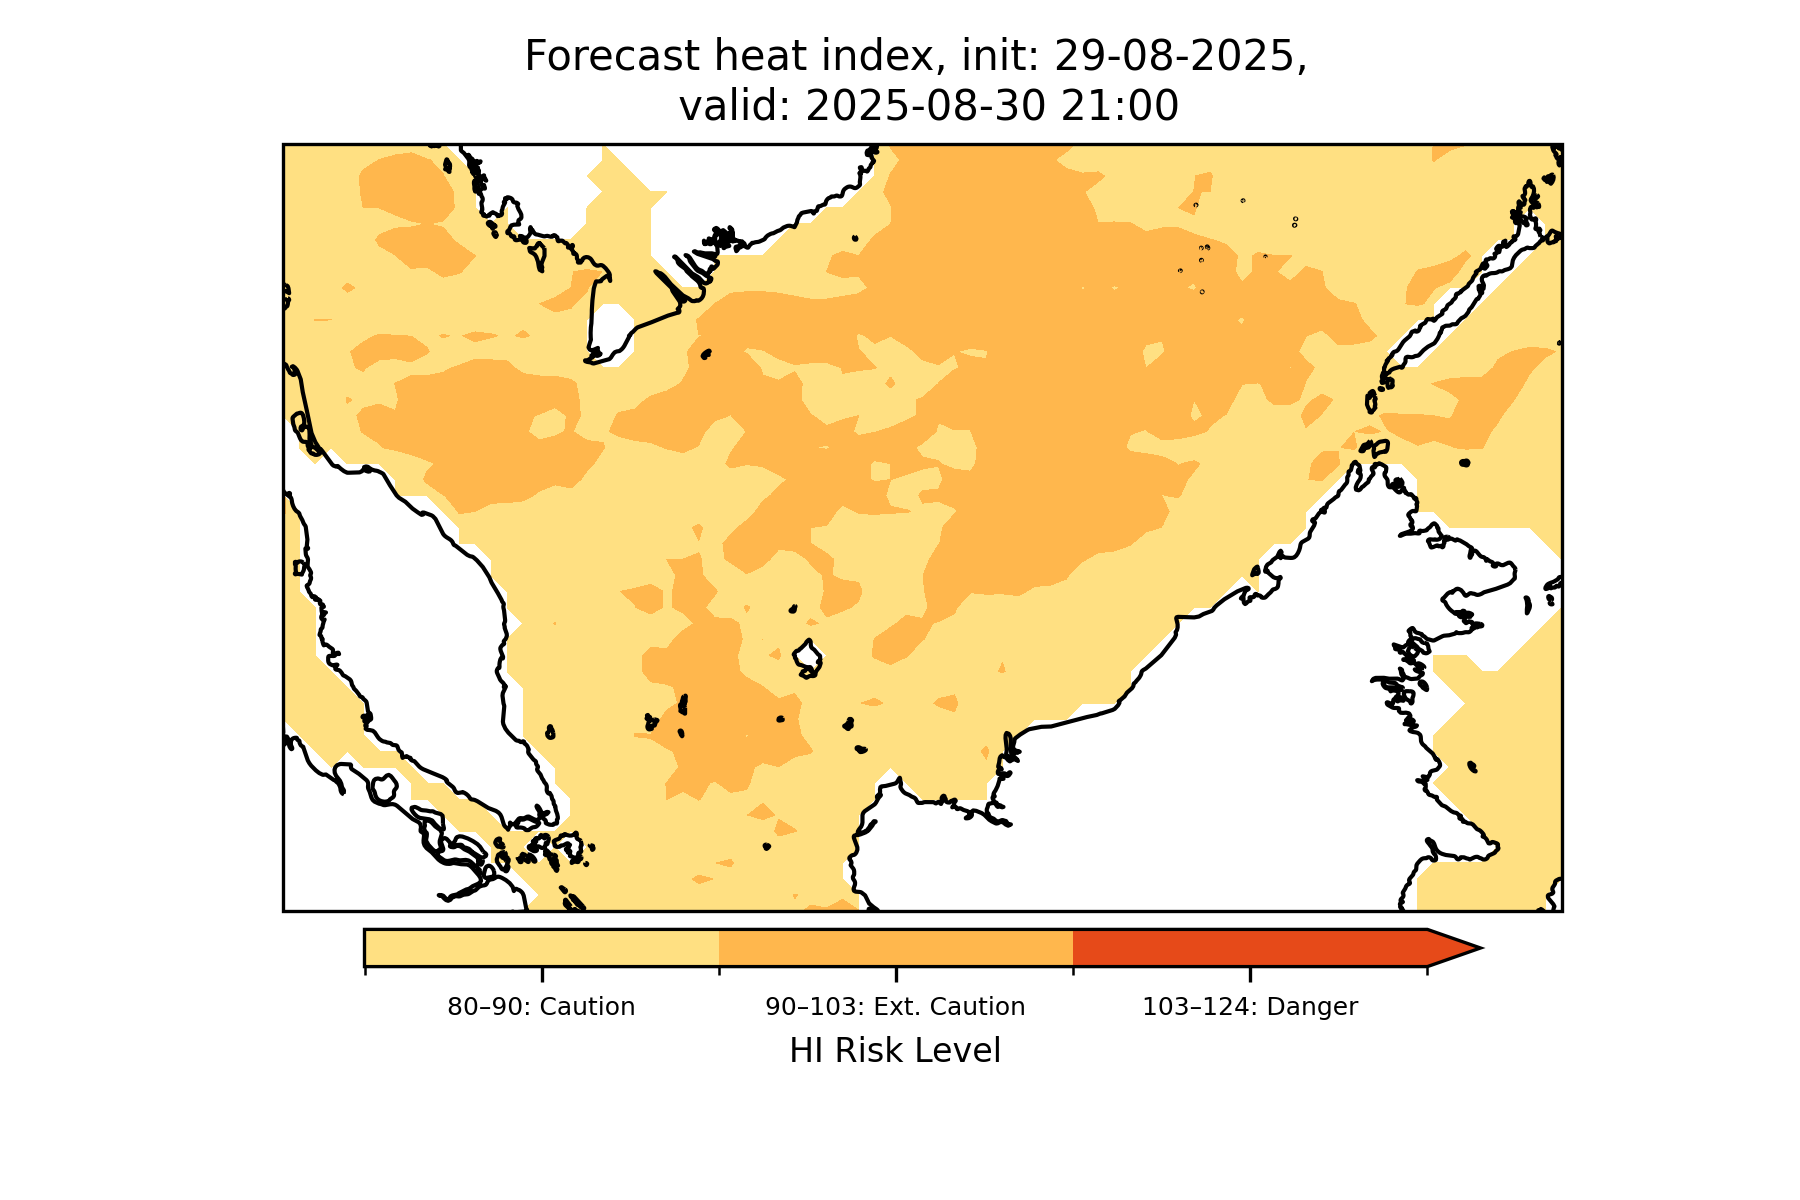 Forecast heat index, init: 29-08-2025,
valid: 2025-08-30 21:00
80–90: Caution
90–103: Ext. Caution
103–124: Danger
HI Risk Level